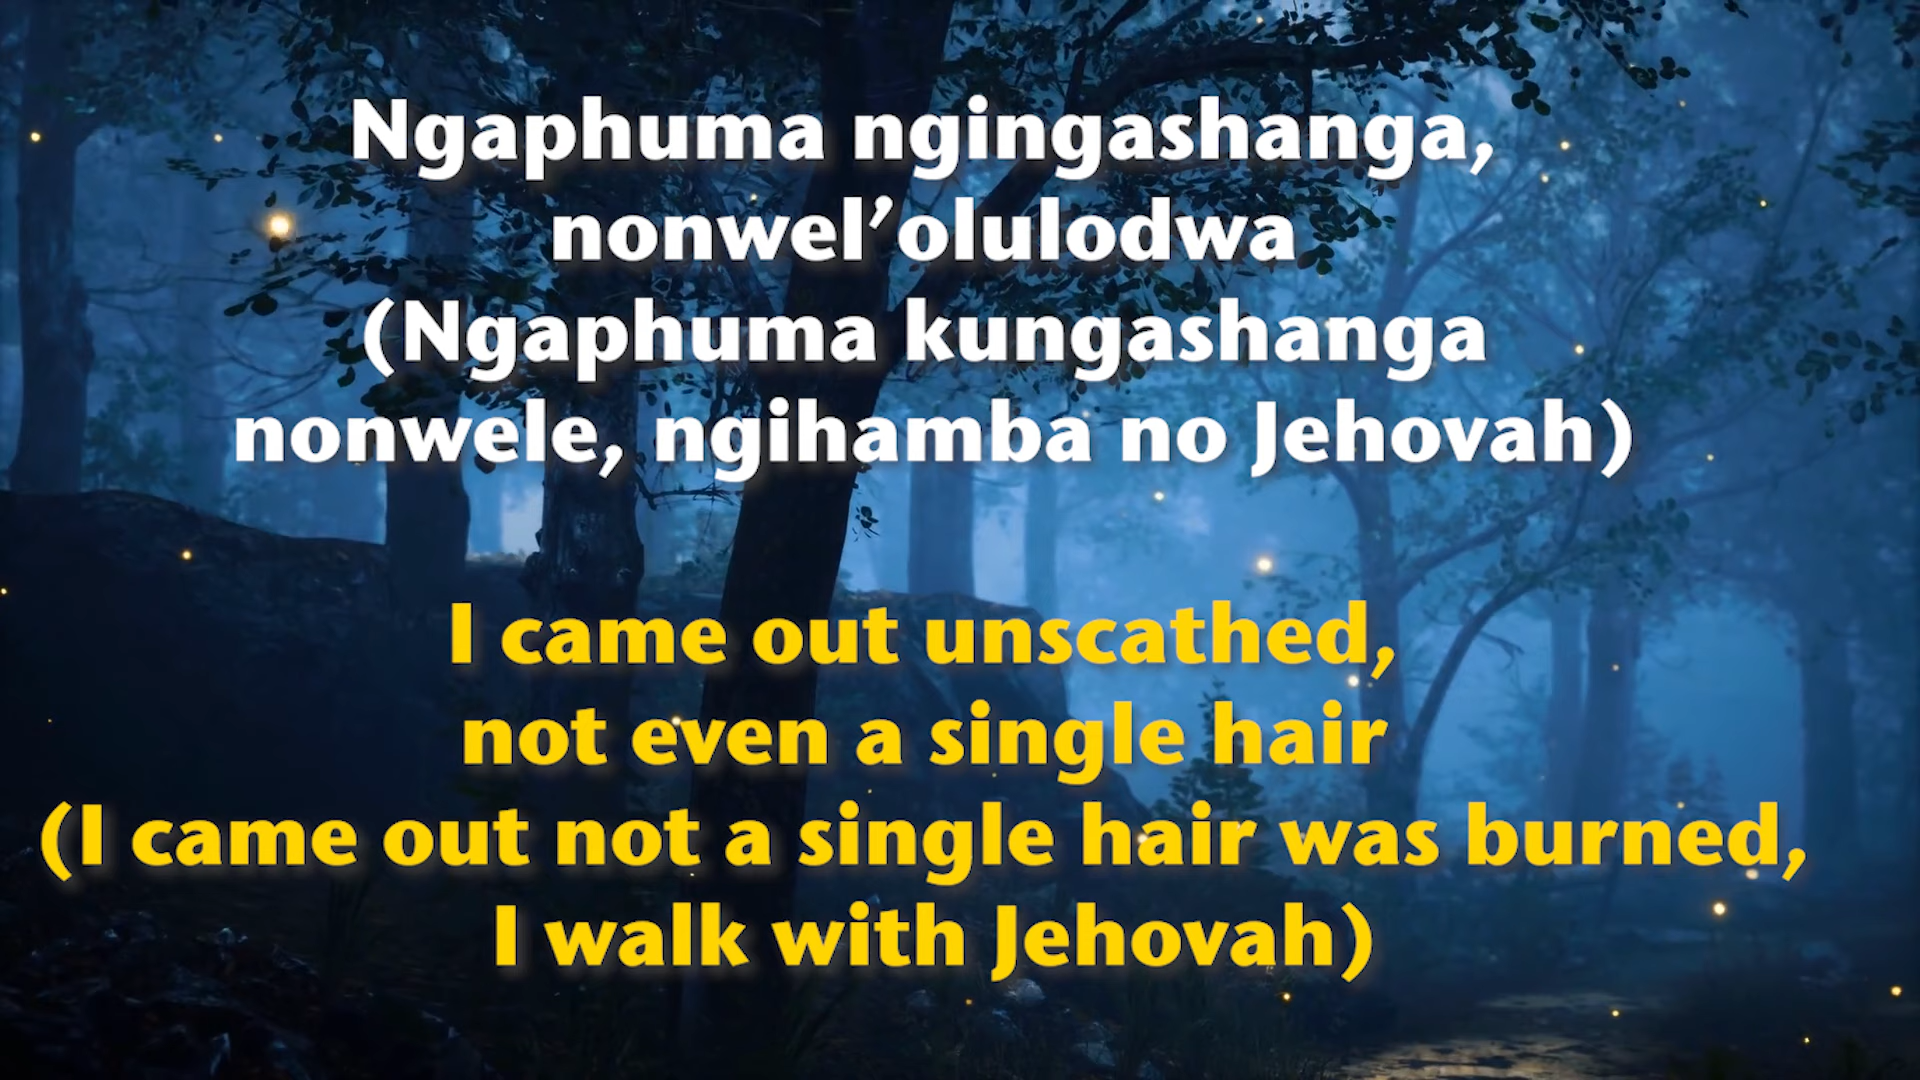 Ngaphuma ngingashanga,
nonwel’olulodwa
(Ngaphuma kungashanga
nonwele, ngihamba no Jehovah)
I came out unscathed,
not even a single hair
(I came out not a single hair was burned,
I walk with Jehovah)